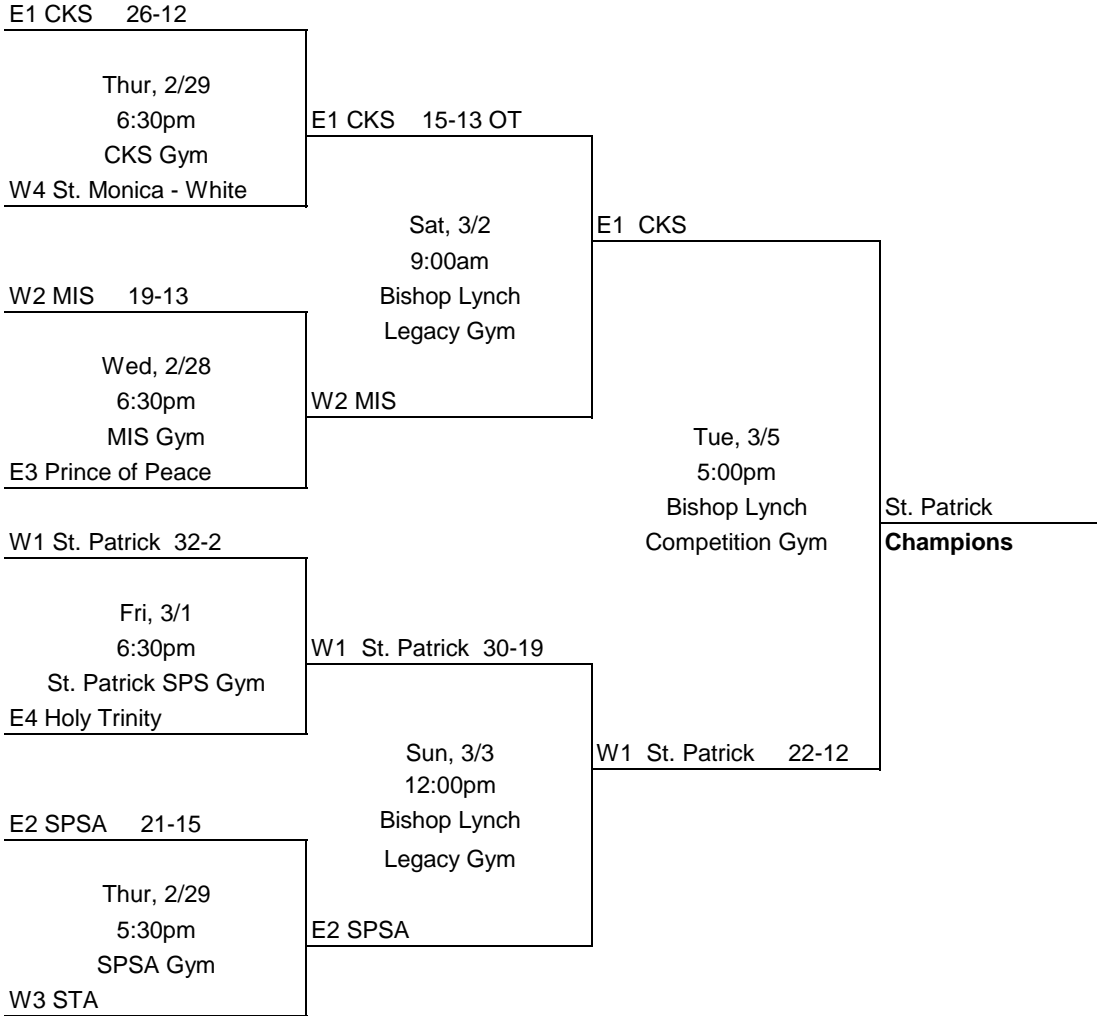 E1 CKS 26-12
Thur, 2/29
6:30pm
CKS Gym
W4 St. Monica - White
E1 CKS 15-13 OT
Sat, 3/2
9:00am
Bishop Lynch
Legacy Gym
W2 MIS 19-13
Wed, 2/28
6:30pm
MIS Gym
E3 Prince of Peace
W2 MIS
E1 CKS
Tue, 3/5
5:00pm
Bishop Lynch
Competition Gym
St. Patrick
Champions
W1 St. Patrick 32-2
Fri, 3/1
6:30pm
St. Patrick SPS Gym
E4 Holy Trinity
W1 St. Patrick 30-19
Sun, 3/3
12:00pm
Bishop Lynch
Legacy Gym
W1 St. Patrick 22-12
E2 SPSA 21-15
Thur, 2/29
5:30pm
SPSA Gym
W3 STA
E2 SPSA